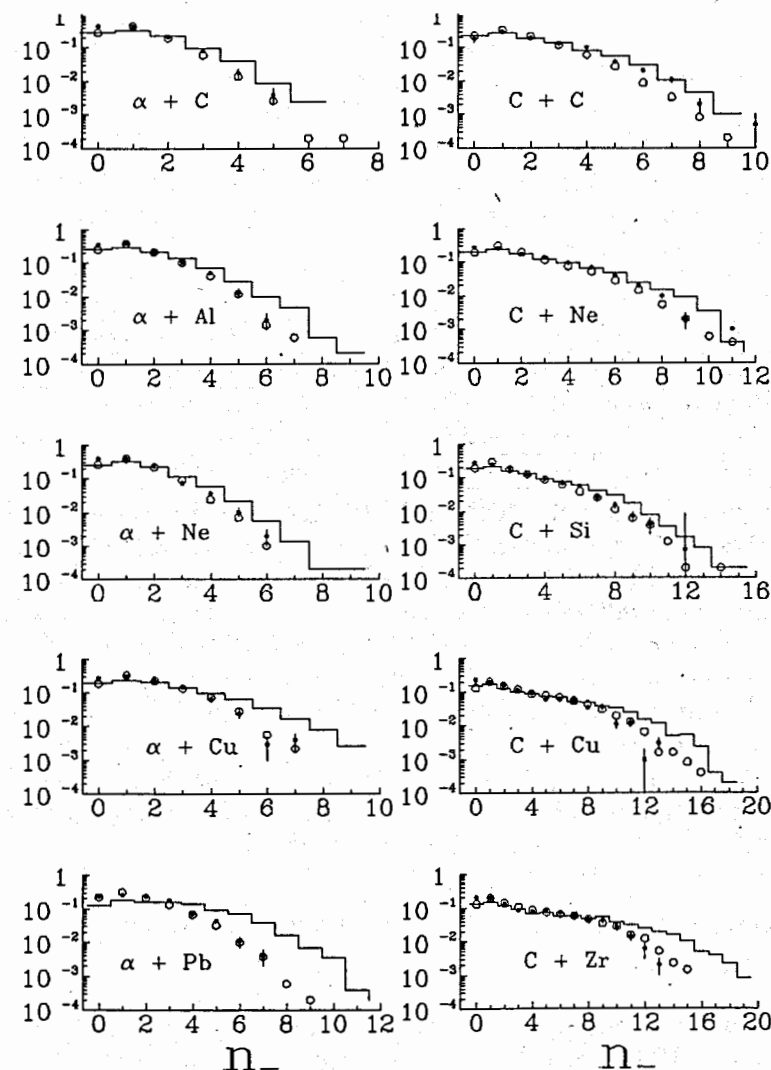 1
10⁻¹
10⁻²
10⁻³
10⁻⁴
α + C
0 2 4 6 8
1
10⁻¹
10⁻²
10⁻³
10⁻⁴
C + C
0 2 4 6 8 10
1
10⁻¹
10⁻²
10⁻³
10⁻⁴
α + Al
0 2 4 6 8 10
1
10⁻¹
10⁻²
10⁻³
10⁻⁴
C + Ne
0 2 4 6 8 10 12
1
10⁻¹
10⁻²
10⁻³
10⁻⁴
α + Ne
0 2 4 6 8 10
1
10⁻¹
10⁻²
10⁻³
10⁻⁴
C + Si
0 4 8 12 16
1
10⁻¹
10⁻²
10⁻³
10⁻⁴
α + Cu
0 2 4 6 8 10
1
10⁻¹
10⁻²
10⁻³
10⁻⁴
C + Cu
0 4 8 12 16 20
1
10⁻¹
10⁻²
10⁻³
10⁻⁴
α + Pb
0 2 4 6 8 10 12
n₋
1
10⁻¹
10⁻²
10⁻³
10⁻⁴
C + Zr
0 4 8 12 16 20
n₋